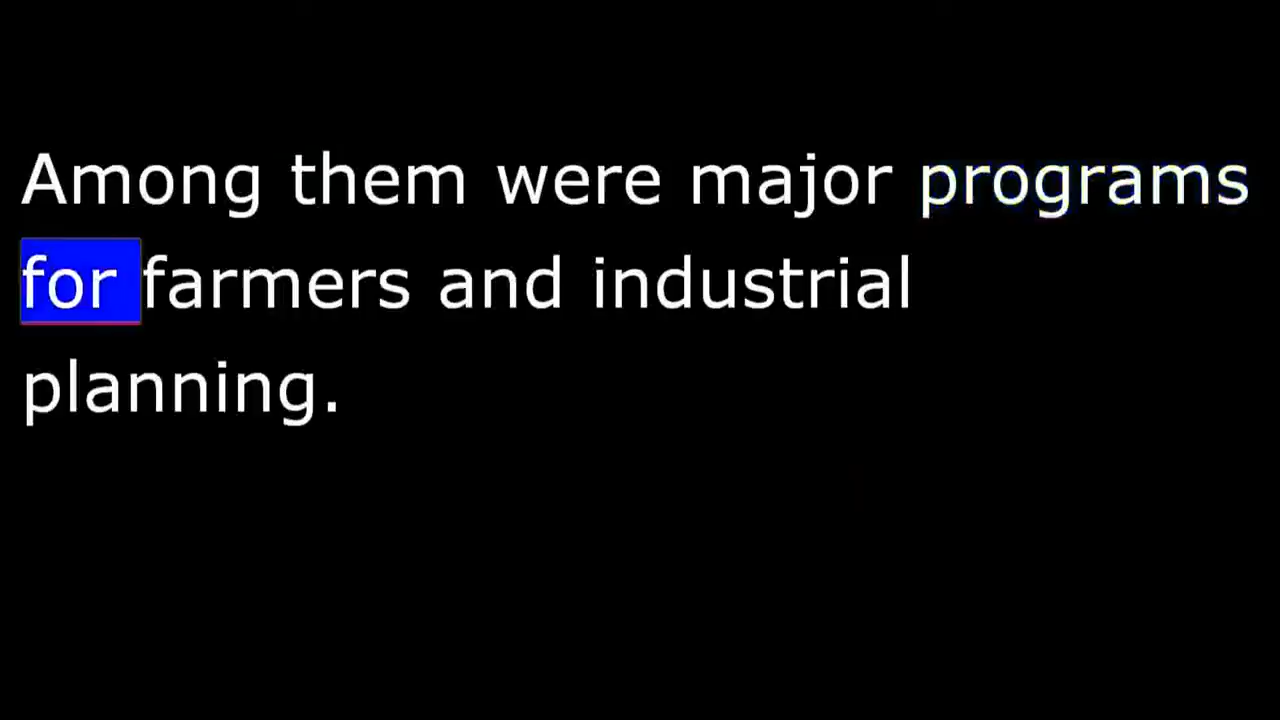 Among them were major programs
for farmers and industrial
planning.